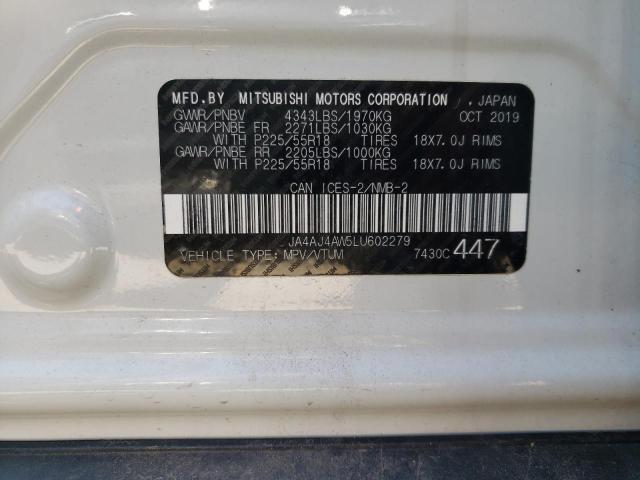 MFD.BY MITSUBISHI MOTORS CORPORATION , JAPAN
GVWR/PNBV 4343LBS/1970KG OCT 2019
GAWR/PNBE FR 2271LBS/1030KG
WITH P225/55R18 TIRES 18X7.0J RIMS
GAWR/PNBE RR 2205LBS/1000KG
WITH P225/55R18 TIRES 18X7.0J RIMS
CAN ICES-2/NMB-2
JA4AJ4AW5LU602279
VEHICLE TYPE: MPV/VTUM 7430C 447